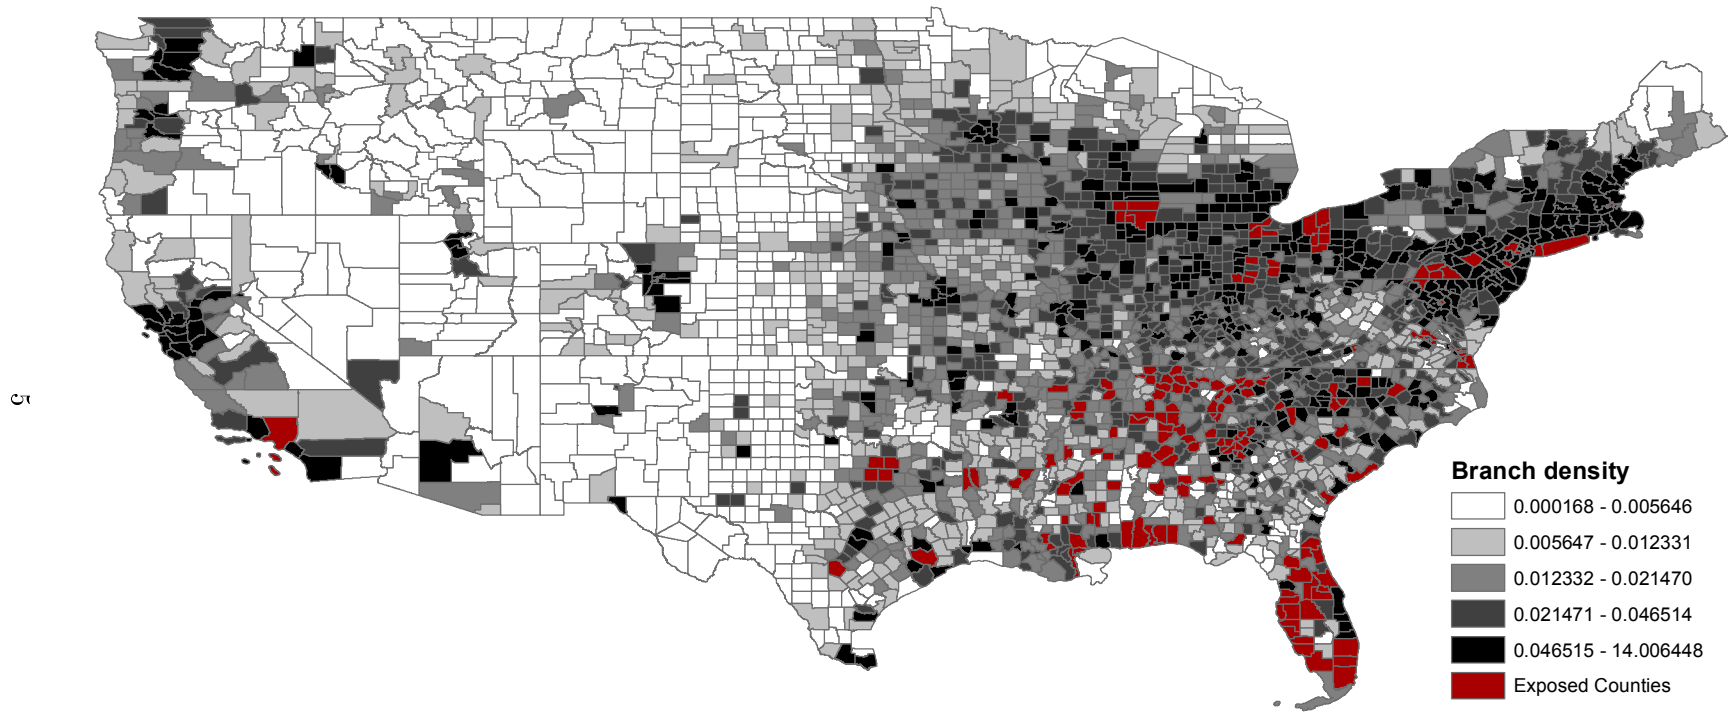 5
Branch density
0.000168 - 0.005646
0.005647 - 0.012331
0.012332 - 0.021470
0.021471 - 0.046514
0.046515 - 14.006448
Exposed Counties